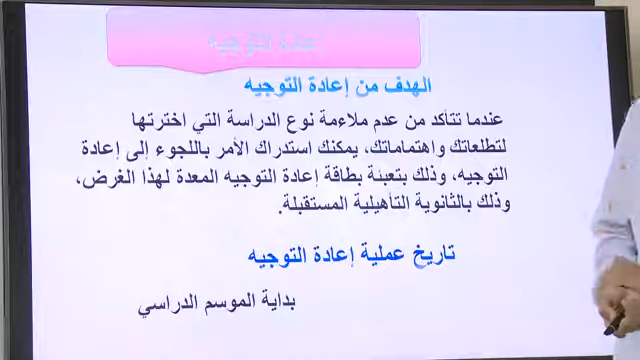 إعادة التوجيه
الهدف من إعادة التوجيه
عندما تتأكد من عدم ملاءمة نوع الدراسة التي اخترتها
لتطلعاتك واهتماماتك، يمكنك استدراك الأمر باللجوء إلى إعادة
التوجيه، وذلك بتعبئة بطاقة إعادة التوجيه المعدة لهذا الغرض،
وذلك بالثانوية التأهيلية المستقبلة.
تاريخ عملية إعادة التوجيه
بداية الموسم الدراسي